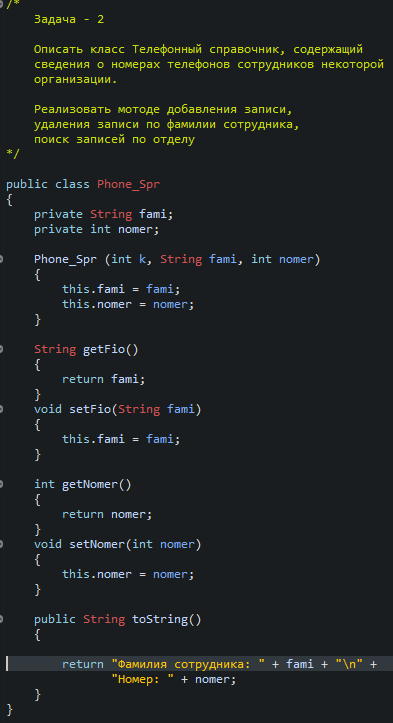 /*
    Задача - 2

    Описать класс Телефонный справочник, содержащий
    сведения о номерах телефонов сотрудников некоторой
    организации.

    Реализовать мотоде добавления записи,
    удаления записи по фамилии сотрудника,
    поиск записей по отделу
*/

public class Phone_Spr
{
    private String fami;
    private int nomer;

    Phone_Spr (int k, String fami, int nomer)
    {
        this.fami = fami;
        this.nomer = nomer;
    }

    String getFio()
    {
        return fami;
    }
    void setFio(String fami)
    {
        this.fami = fami;
    }

    int getNomer()
    {
        return nomer;
    }
    void setNomer(int nomer)
    {
        this.nomer = nomer;
    }

    public String toString()
    {

        return "Фамилия сотрудника: " + fami + "\n" +
               "Номер: " + nomer;
    }
}